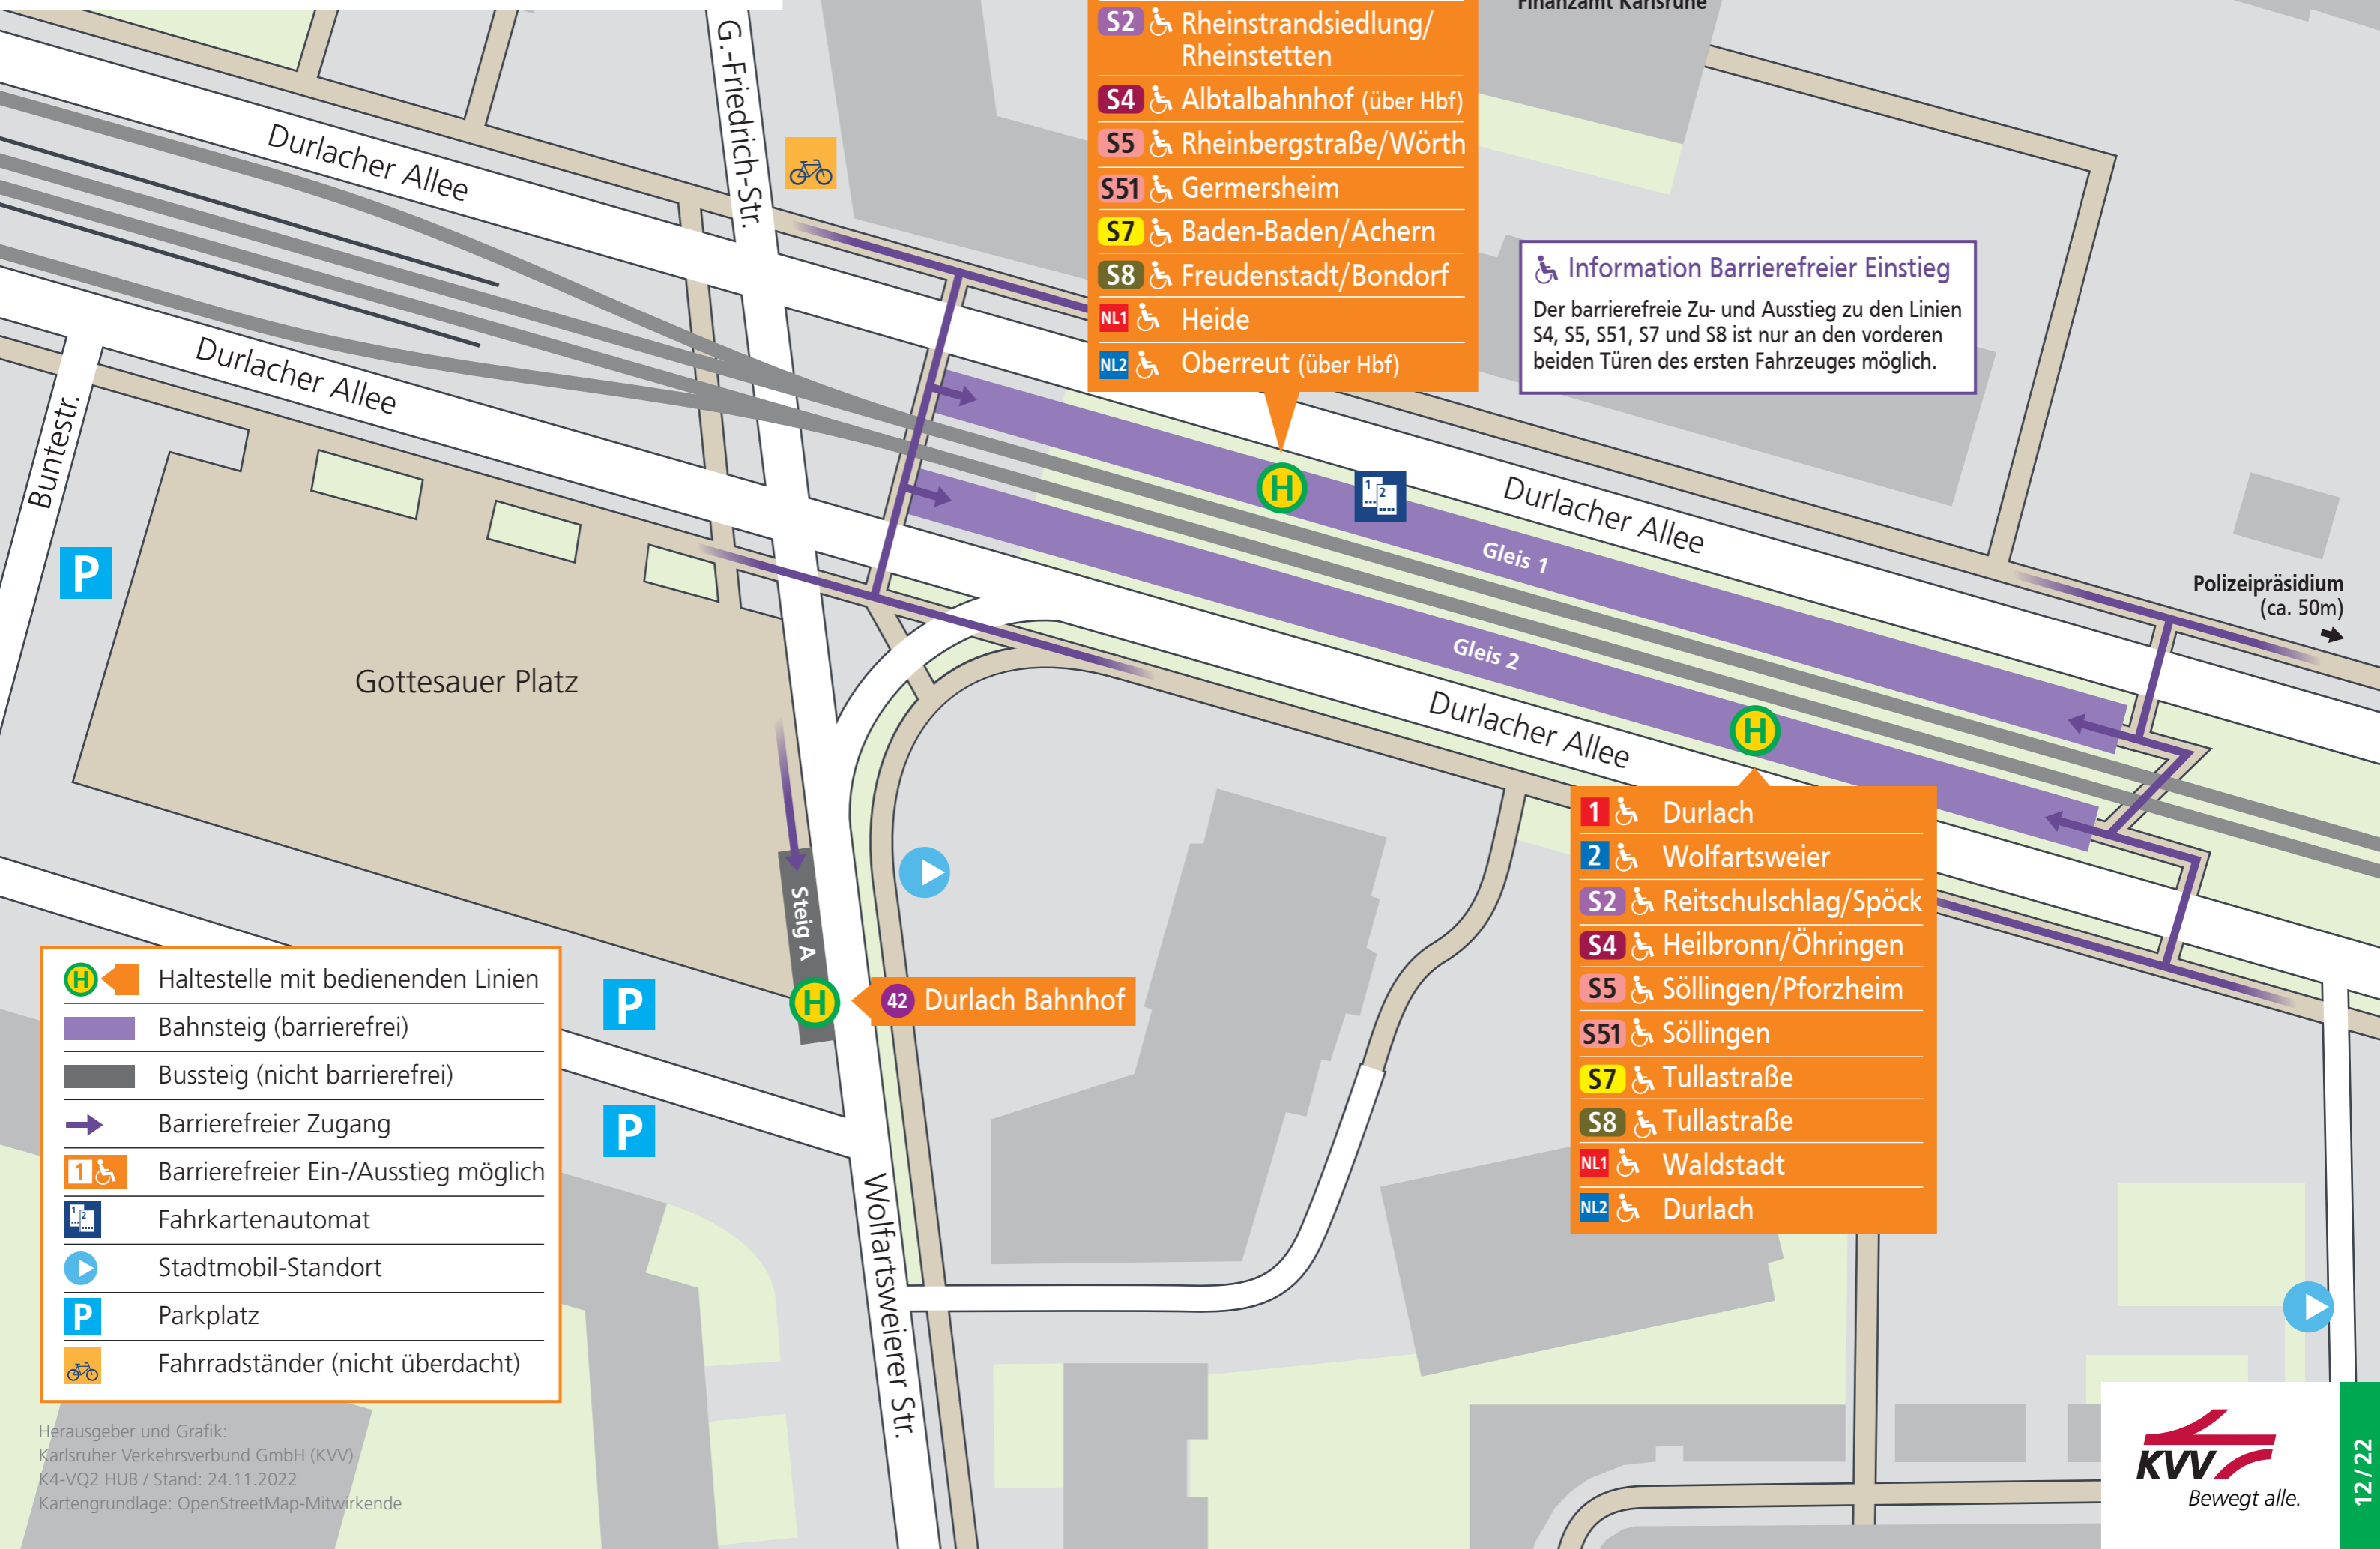 Finanzamt Karlsruhe
S2 Rheinstrandsiedlung/
Rheinstetten
S4 Albtalbahnhof (über Hbf)
S5 Rheinbergstraße/Wörth
S51 Germersheim
S7 Baden-Baden/Achern
S8 Freudenstadt/Bondorf
NL1 Heide
NL2 Oberreut (über Hbf)
G.-Friedrich-Str.
Durlacher Allee
Durlacher Allee
Buntestr.
Information Barrierefreier Einstieg
Der barrierefreie Zu- und Ausstieg zu den Linien
S4, S5, S51, S7 und S8 ist nur an den vorderen
beiden Türen des ersten Fahrzeuges möglich.
H
1 2
Durlacher Allee
Gleis 1
Gleis 2
Durlacher Allee
H
Polizeipräsidium
(ca. 50m)
P
Gottesauer Platz
Steig A
H
42 Durlach Bahnhof
P
P
Wolfartsweierer Str.
1 Durlach
2 Wolfartsweier
S2 Reitschulschlag/Spöck
S4 Heilbronn/Öhringen
S5 Söllingen/Pforzheim
S51 Söllingen
S7 Tullastraße
S8 Tullastraße
NL1 Waldstadt
NL2 Durlach
H Haltestelle mit bedienenden Linien
Bahnsteig (barrierefrei)
Bussteig (nicht barrierefrei)
Barrierefreier Zugang
1 Barrierefreier Ein-/Ausstieg möglich
1 2 Fahrkartenautomat
Stadtmobil-Standort
P Parkplatz
Fahrradständer (nicht überdacht)
Herausgeber und Grafik:
Karlsruher Verkehrsverbund GmbH (KVV)
K4-VQ2 HUB / Stand: 24.11.2022
Kartengrundlage: OpenStreetMap-Mitwirkende
KVV
Bewegt alle.
12/22